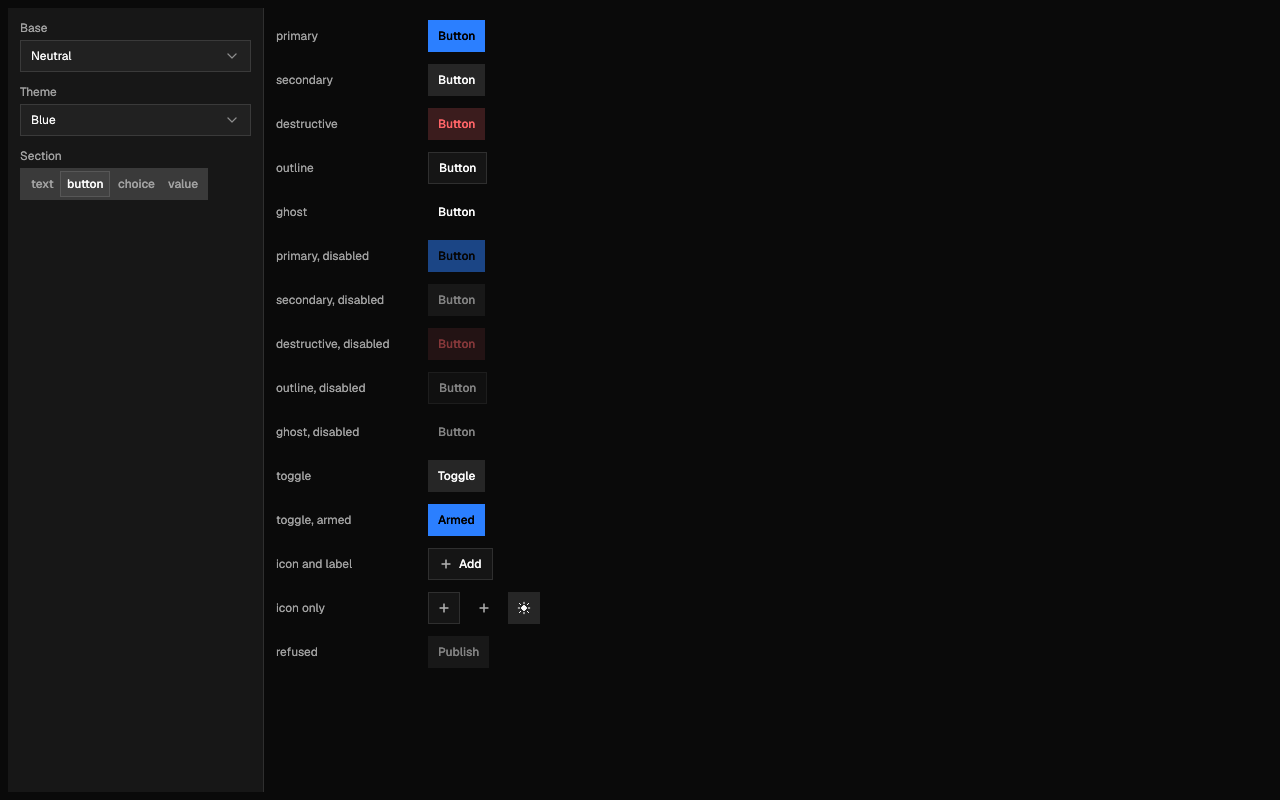 Base
Neutral
Theme
Blue
Section
text button choice value
primary Button
secondary Button
destructive Button
outline Button
ghost Button
primary, disabled Button
secondary, disabled Button
destructive, disabled Button
outline, disabled Button
ghost, disabled Button
toggle Toggle
toggle, armed Armed
icon and label Add
icon only
refused Publish